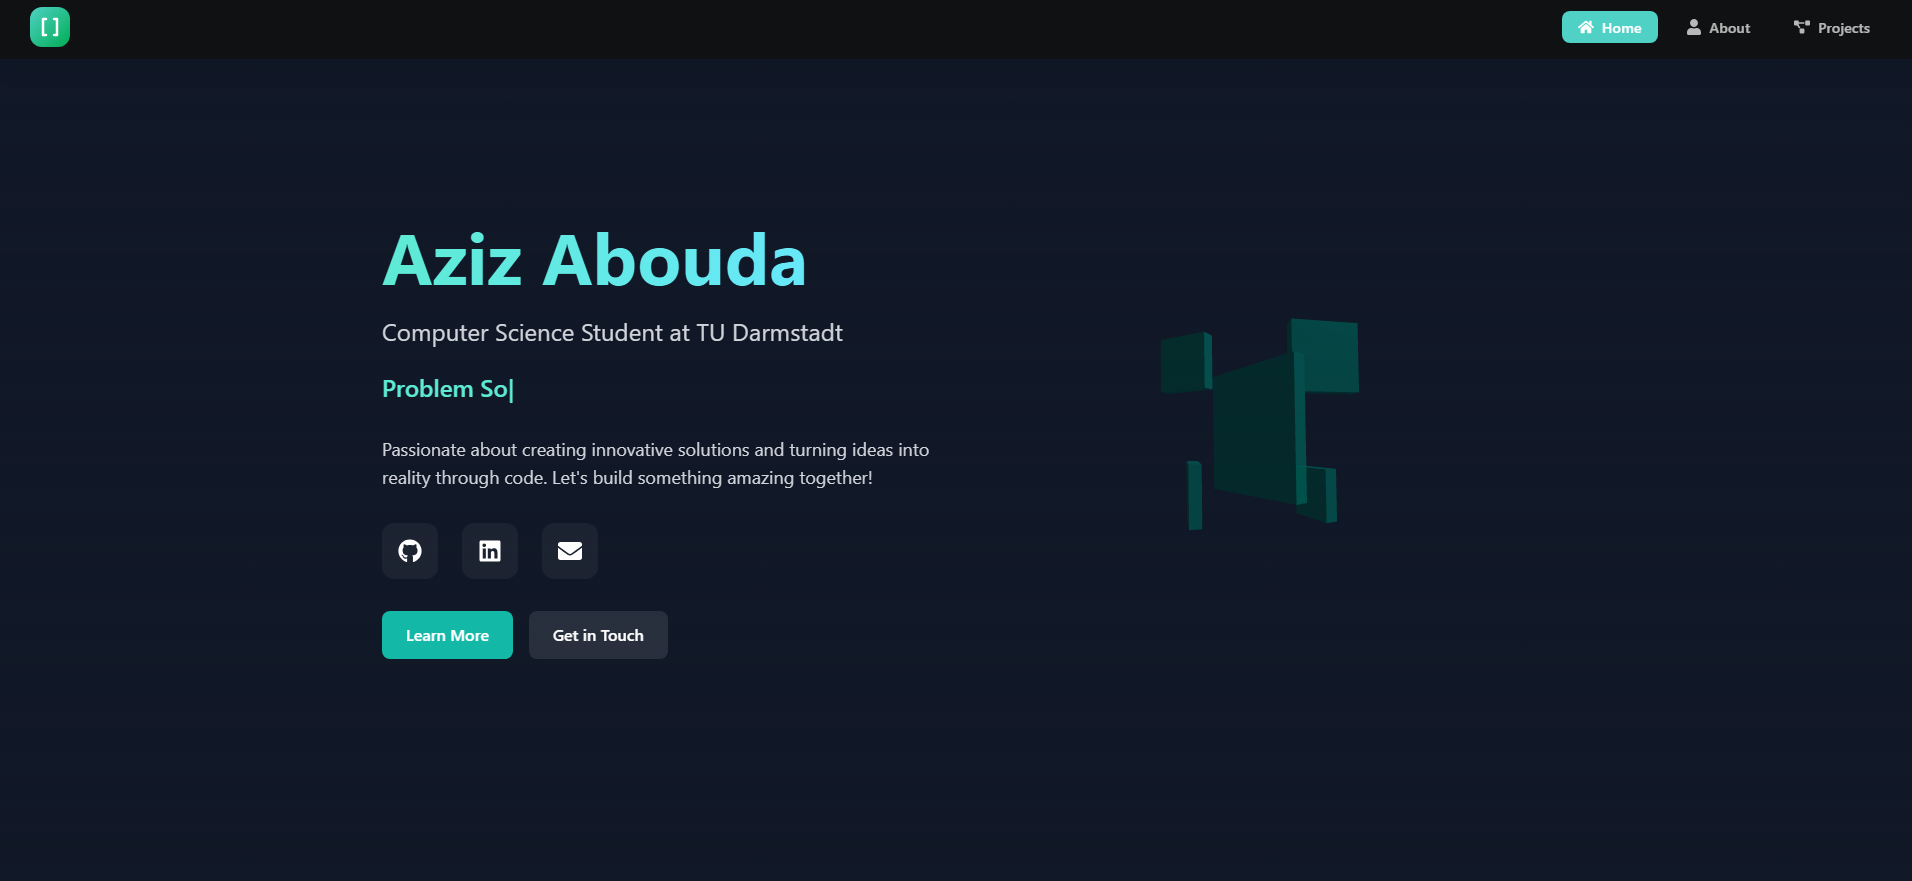 [ ]
Home
About
Projects
Aziz Abouda
Computer Science Student at TU Darmstadt
Problem So|
Passionate about creating innovative solutions and turning ideas into
reality through code. Let's build something amazing together!
in
Learn More
Get in Touch